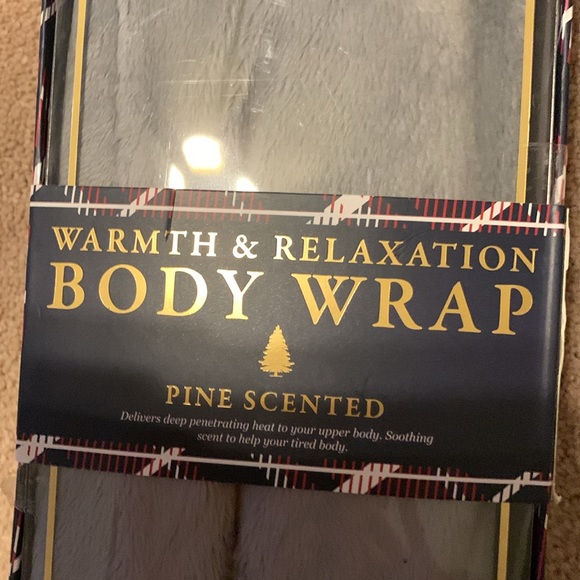 WARMTH & RELAXATION
BODY WRAP
PINE SCENTED
Delivers deep penetrating heat to your upper body. Soothing
scent to help your tired body.